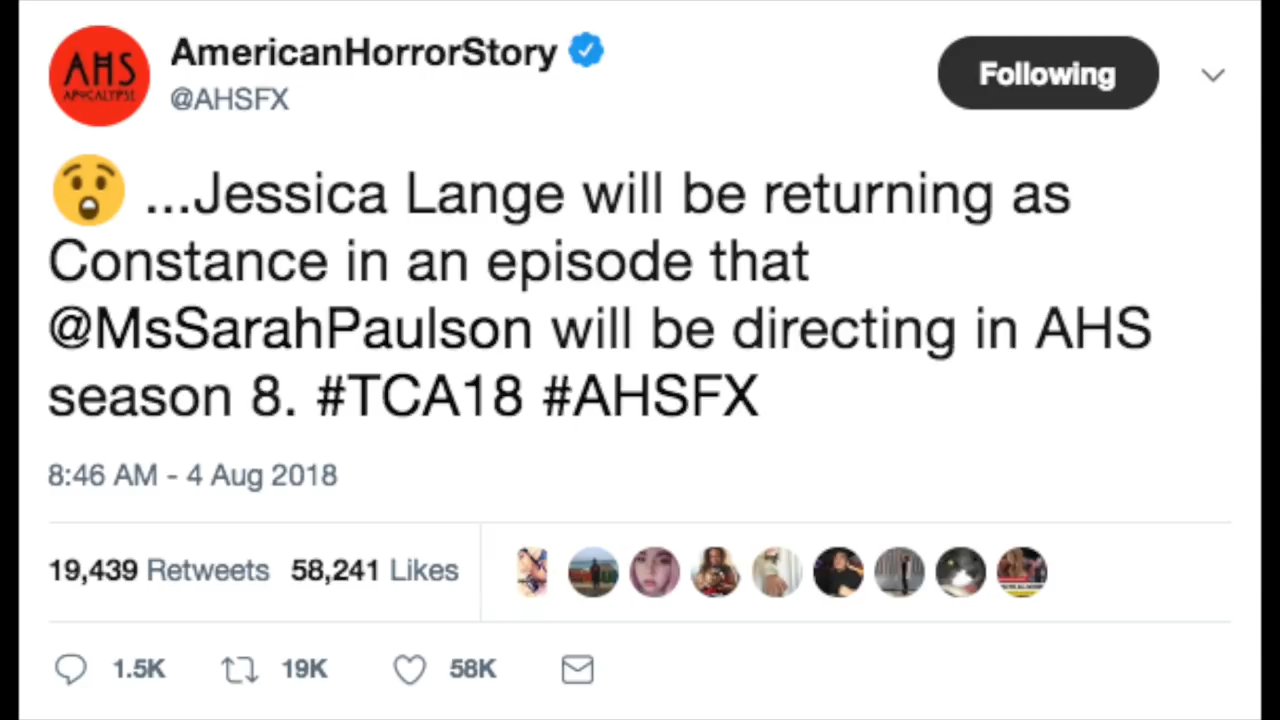 AHS
APOCALYPSE
AmericanHorrorStory
@AHSFX
Following
😲 ...Jessica Lange will be returning as
Constance in an episode that
@MsSarahPaulson will be directing in AHS
season 8. #TCA18 #AHSFX
8:46 AM - 4 Aug 2018
19,439 Retweets 58,241 Likes
1.5K 19K 58K